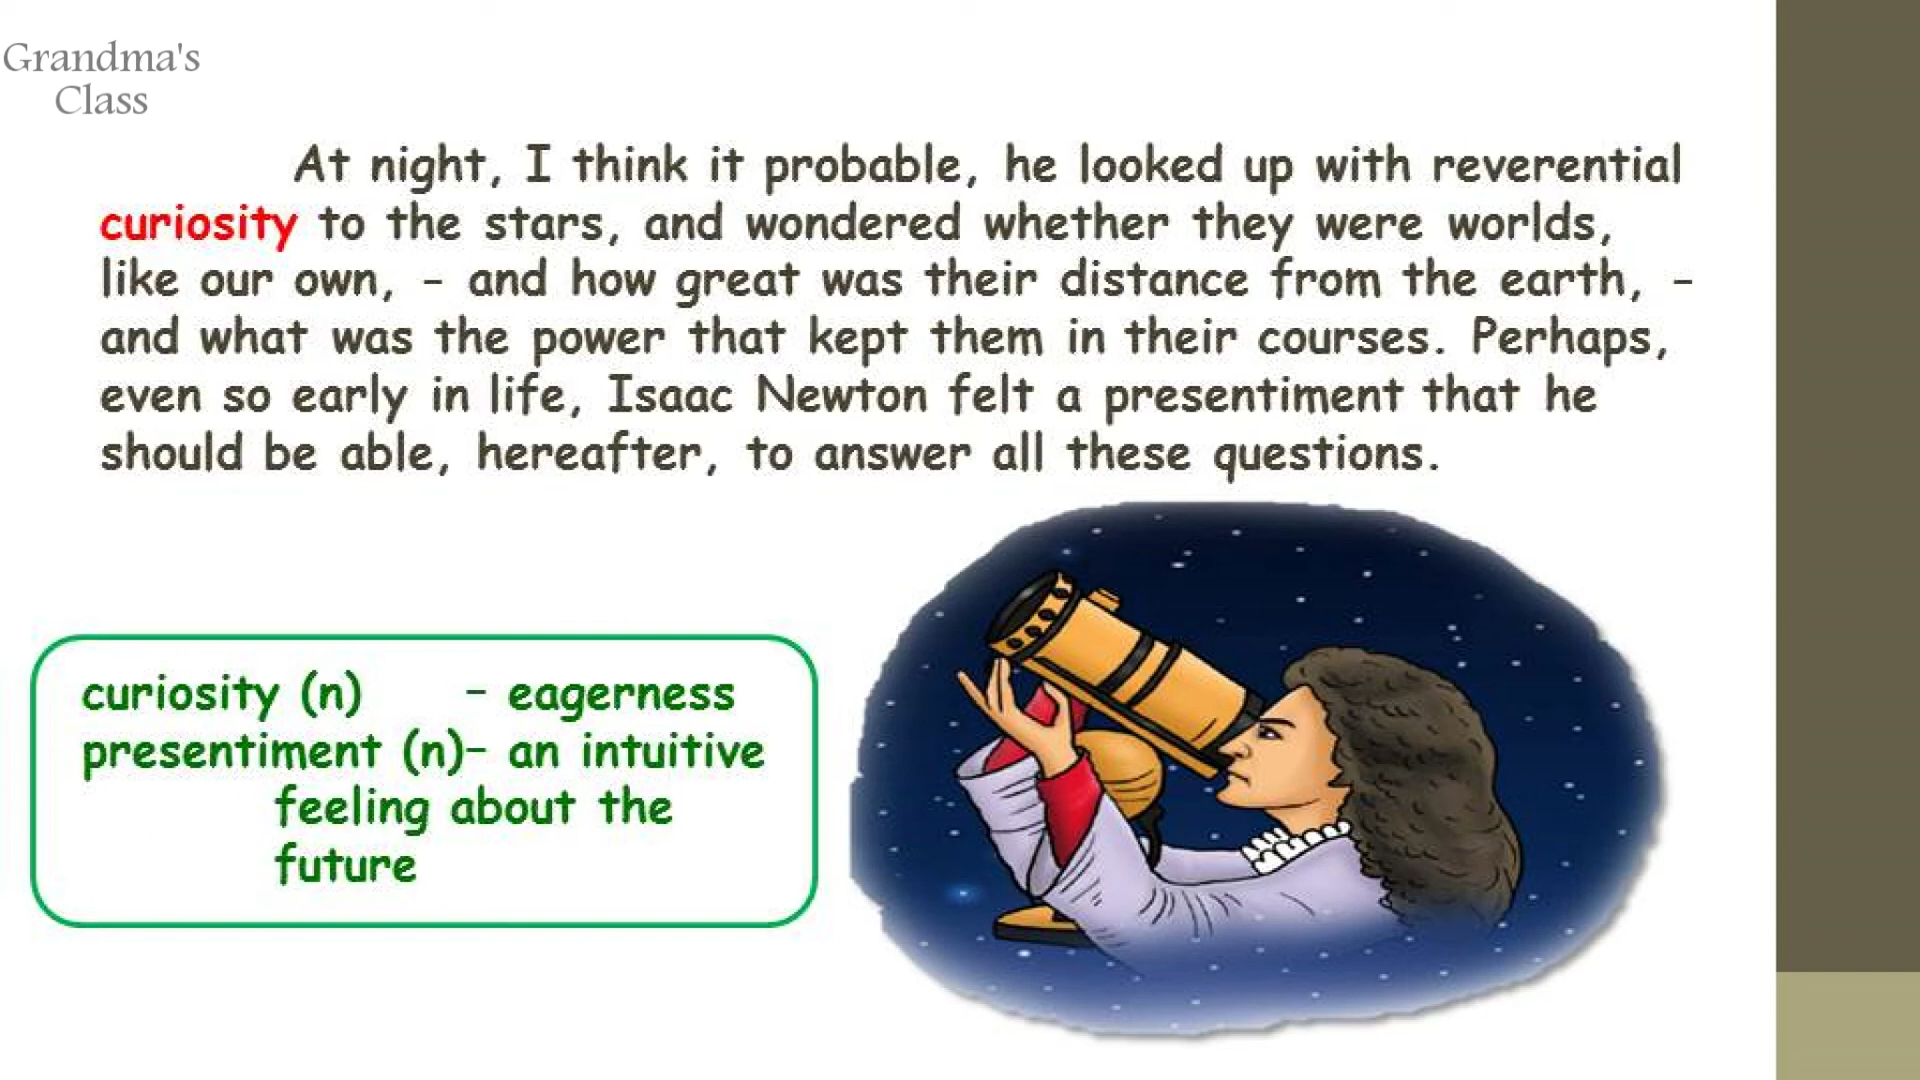 Grandma's
Class
At night, I think it probable, he looked up with reverential
curiosity to the stars, and wondered whether they were worlds,
like our own, – and how great was their distance from the earth, –
and what was the power that kept them in their courses. Perhaps,
even so early in life, Isaac Newton felt a presentiment that he
should be able, hereafter, to answer all these questions.
curiosity (n) – eagerness
presentiment (n)– an intuitive
feeling about the
future